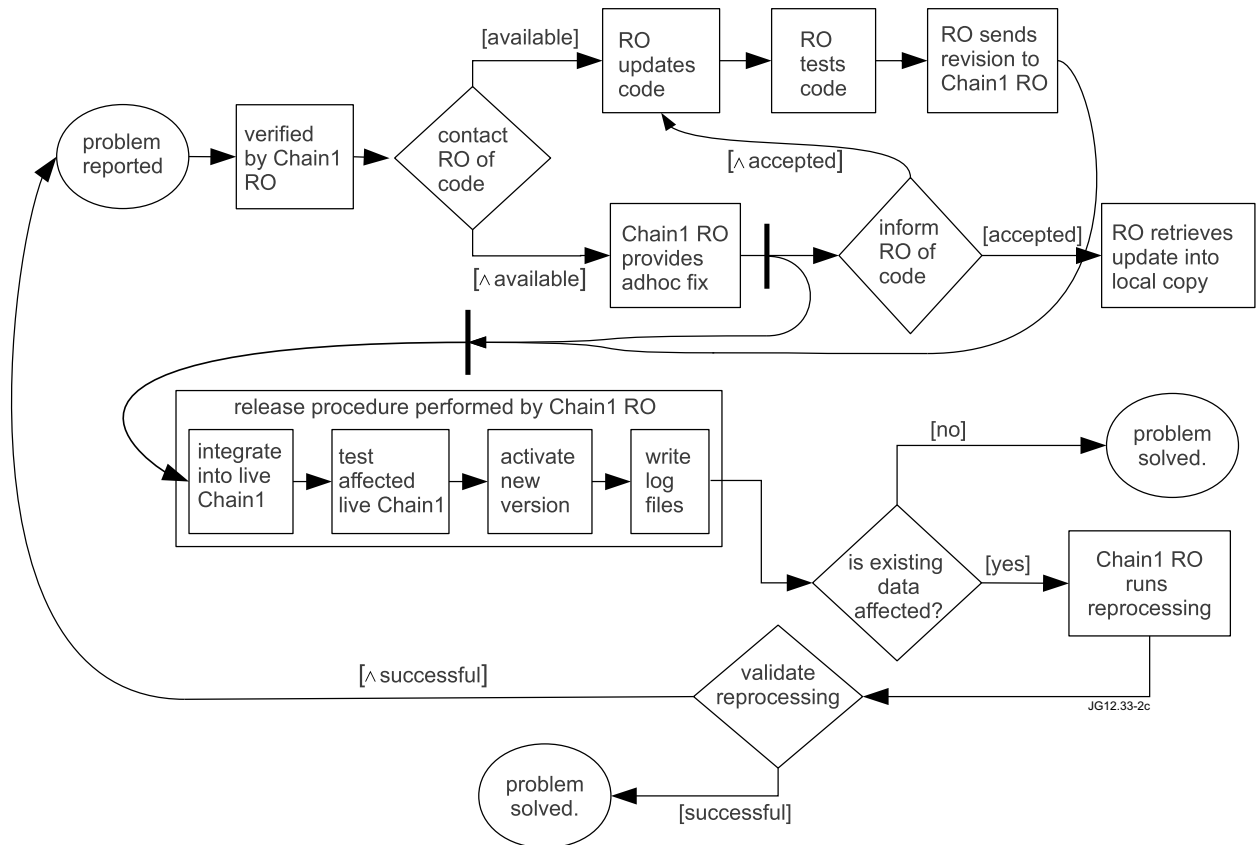 problem
reported
verified
by Chain1
RO
contact
RO of
code
[available]
RO
updates
code
RO
tests
code
RO sends
revision to
Chain1 RO
[∧ accepted]
[∧ available]
Chain1 RO
provides
adhoc fix
inform
RO of
code
[accepted]
RO retrieves
update into
local copy
release procedure performed by Chain1 RO
integrate
into live
Chain1
test
affected
live Chain1
activate
new
version
write
log
files
[no]
problem
solved.
is existing
data
affected?
[yes]
Chain1 RO
runs
reprocessing
JG12.33-2c
validate
reprocessing
[∧ successful]
[successful]
problem
solved.